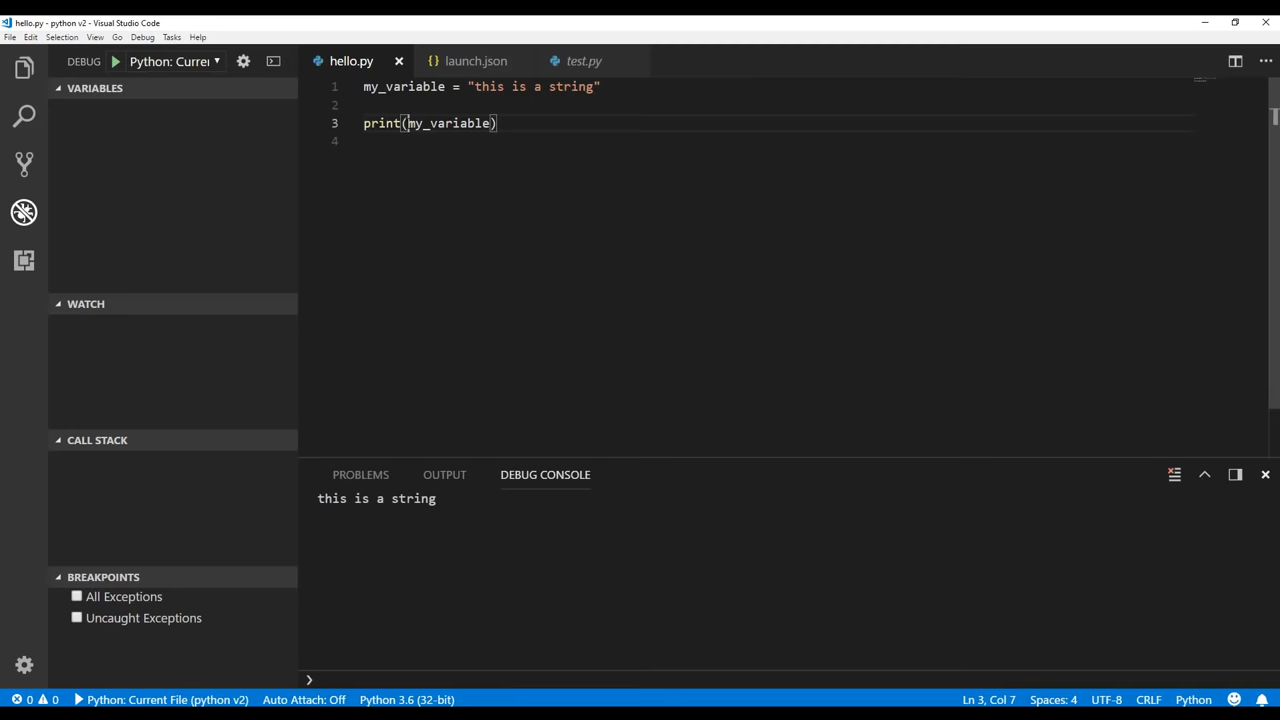 hello.py - python v2 - Visual Studio Code
File Edit Selection View Go Debug Tasks Help
DEBUG Python: Curre
hello.py launch.json test.py
VARIABLES
WATCH
CALL STACK
BREAKPOINTS
All Exceptions
Uncaught Exceptions
1 my_variable = "this is a string"
2
3 print(my_variable)
4
PROBLEMS OUTPUT DEBUG CONSOLE
this is a string
0 0 Python: Current File (python v2) Auto Attach: Off Python 3.6 (32-bit) Ln 3, Col 7 Spaces: 4 UTF-8 CRLF Python